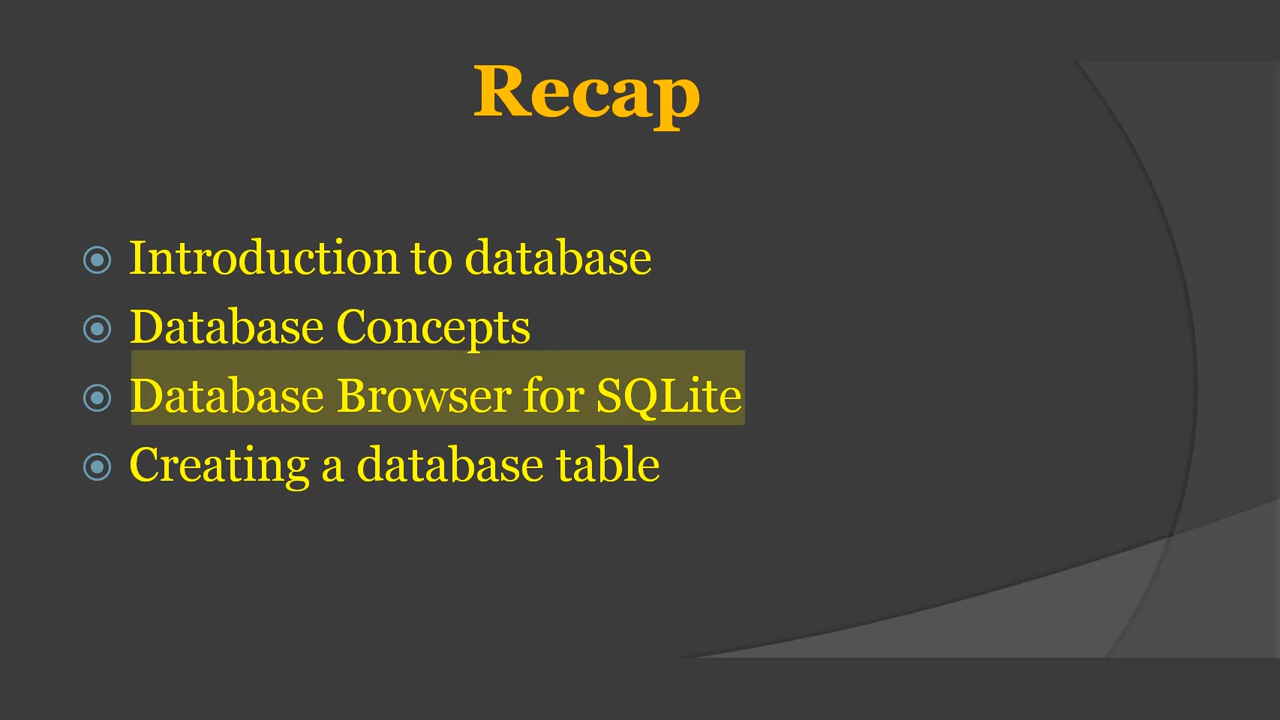 Recap
Introduction to database
Database Concepts
Database Browser for SQLite
Creating a database table